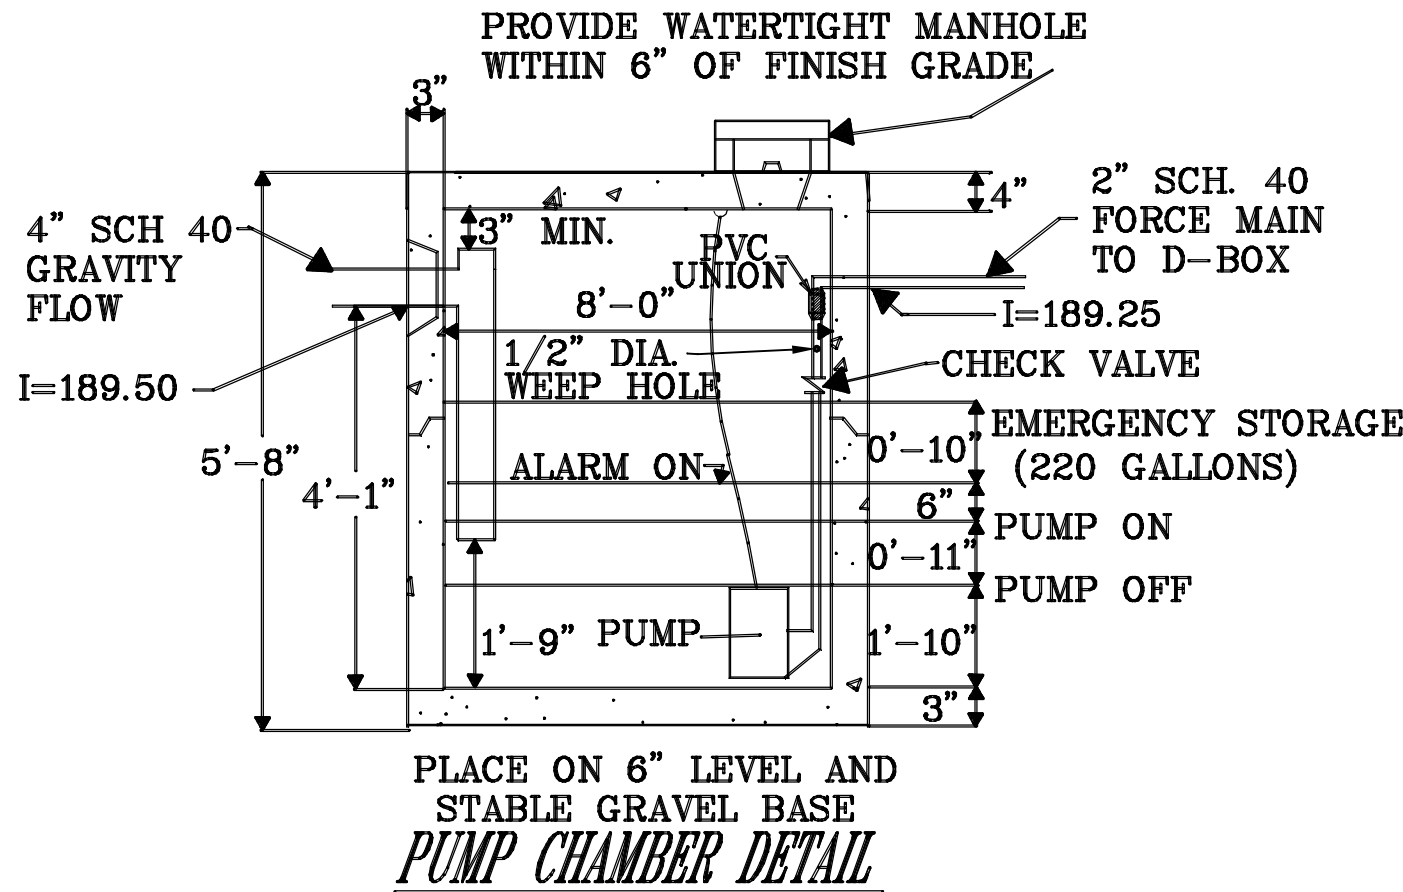 PROVIDE WATERTIGHT MANHOLE
WITHIN 6" OF FINISH GRADE
3"
4" SCH 40
GRAVITY
FLOW
3" MIN.
4"
2" SCH. 40
FORCE MAIN
TO D-BOX
PVC
UNION
8'-0"
I=189.25
1/2" DIA.
WEEP HOLE
CHECK VALVE
I=189.50
5'-8"
4'-1"
ALARM ON
0'-10"
EMERGENCY STORAGE
(220 GALLONS)
6"
PUMP ON
0'-11"
PUMP OFF
1'-9"
PUMP
1'-10"
3"
PLACE ON 6" LEVEL AND
STABLE GRAVEL BASE
PUMP CHAMBER DETAIL